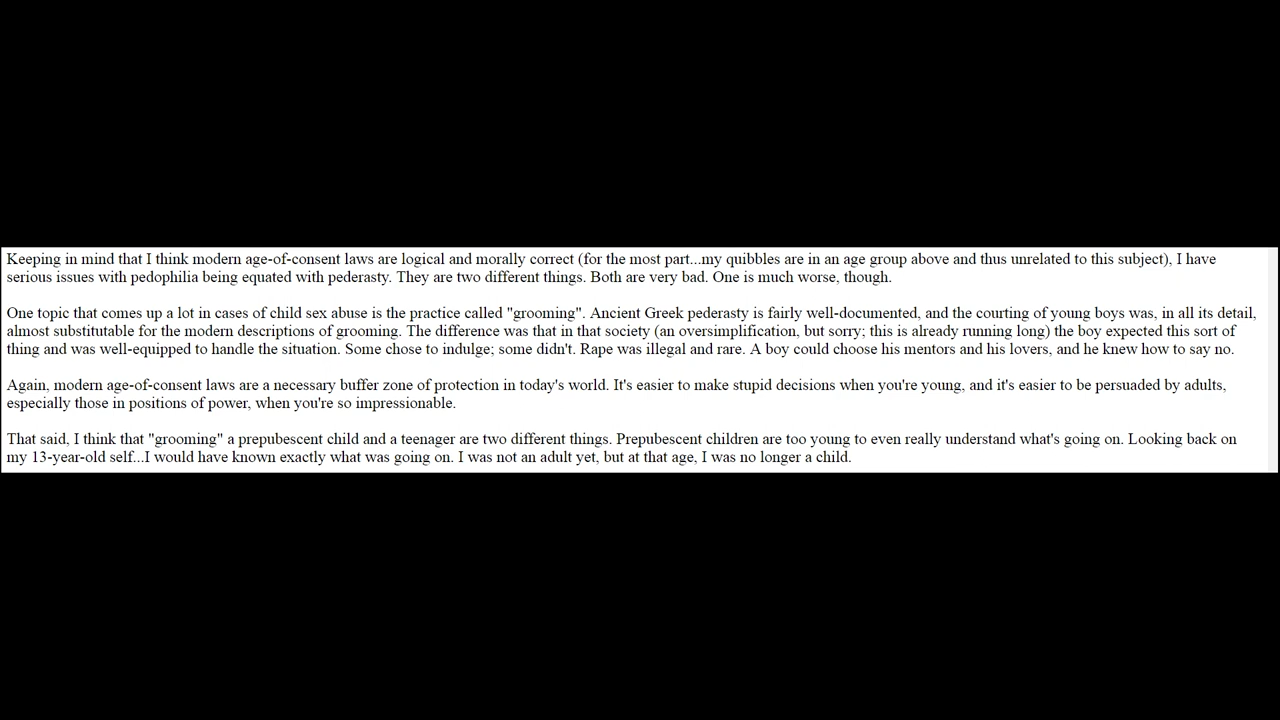 Keeping in mind that I think modern age-of-consent laws are logical and morally correct (for the most part...my quibbles are in an age group above and thus unrelated to this subject), I have
serious issues with pedophilia being equated with pederasty. They are two different things. Both are very bad. One is much worse, though.
One topic that comes up a lot in cases of child sex abuse is the practice called "grooming". Ancient Greek pederasty is fairly well-documented, and the courting of young boys was, in all its detail,
almost substitutable for the modern descriptions of grooming. The difference was that in that society (an oversimplification, but sorry; this is already running long) the boy expected this sort of
thing and was well-equipped to handle the situation. Some chose to indulge; some didn't. Rape was illegal and rare. A boy could choose his mentors and his lovers, and he knew how to say no.
Again, modern age-of-consent laws are a necessary buffer zone of protection in today's world. It's easier to make stupid decisions when you're young, and it's easier to be persuaded by adults,
especially those in positions of power, when you're so impressionable.
That said, I think that "grooming" a prepubescent child and a teenager are two different things. Prepubescent children are too young to even really understand what's going on. Looking back on
my 13-year-old self...I would have known exactly what was going on. I was not an adult yet, but at that age, I was no longer a child.